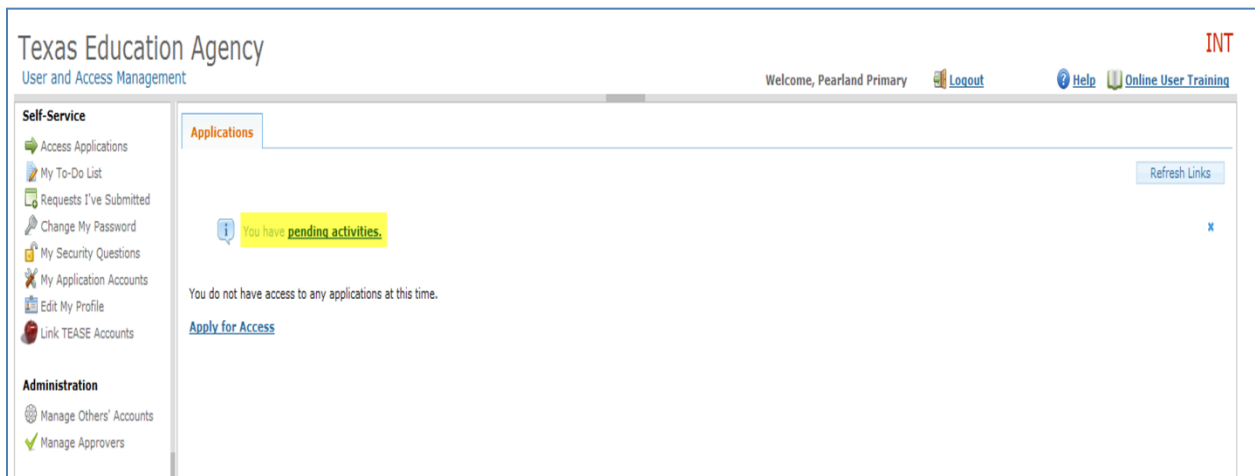 Texas Education Agency
INT
User and Access Management
Welcome, Pearland Primary Logout Help Online User Training
Self-Service
Access Applications
My To-Do List
Requests I've Submitted
Change My Password
My Security Questions
My Application Accounts
Edit My Profile
Link TEASE Accounts
Administration
Manage Others' Accounts
Manage Approvers
Applications
Refresh Links
You have pending activities.
x
You do not have access to any applications at this time.
Apply for Access